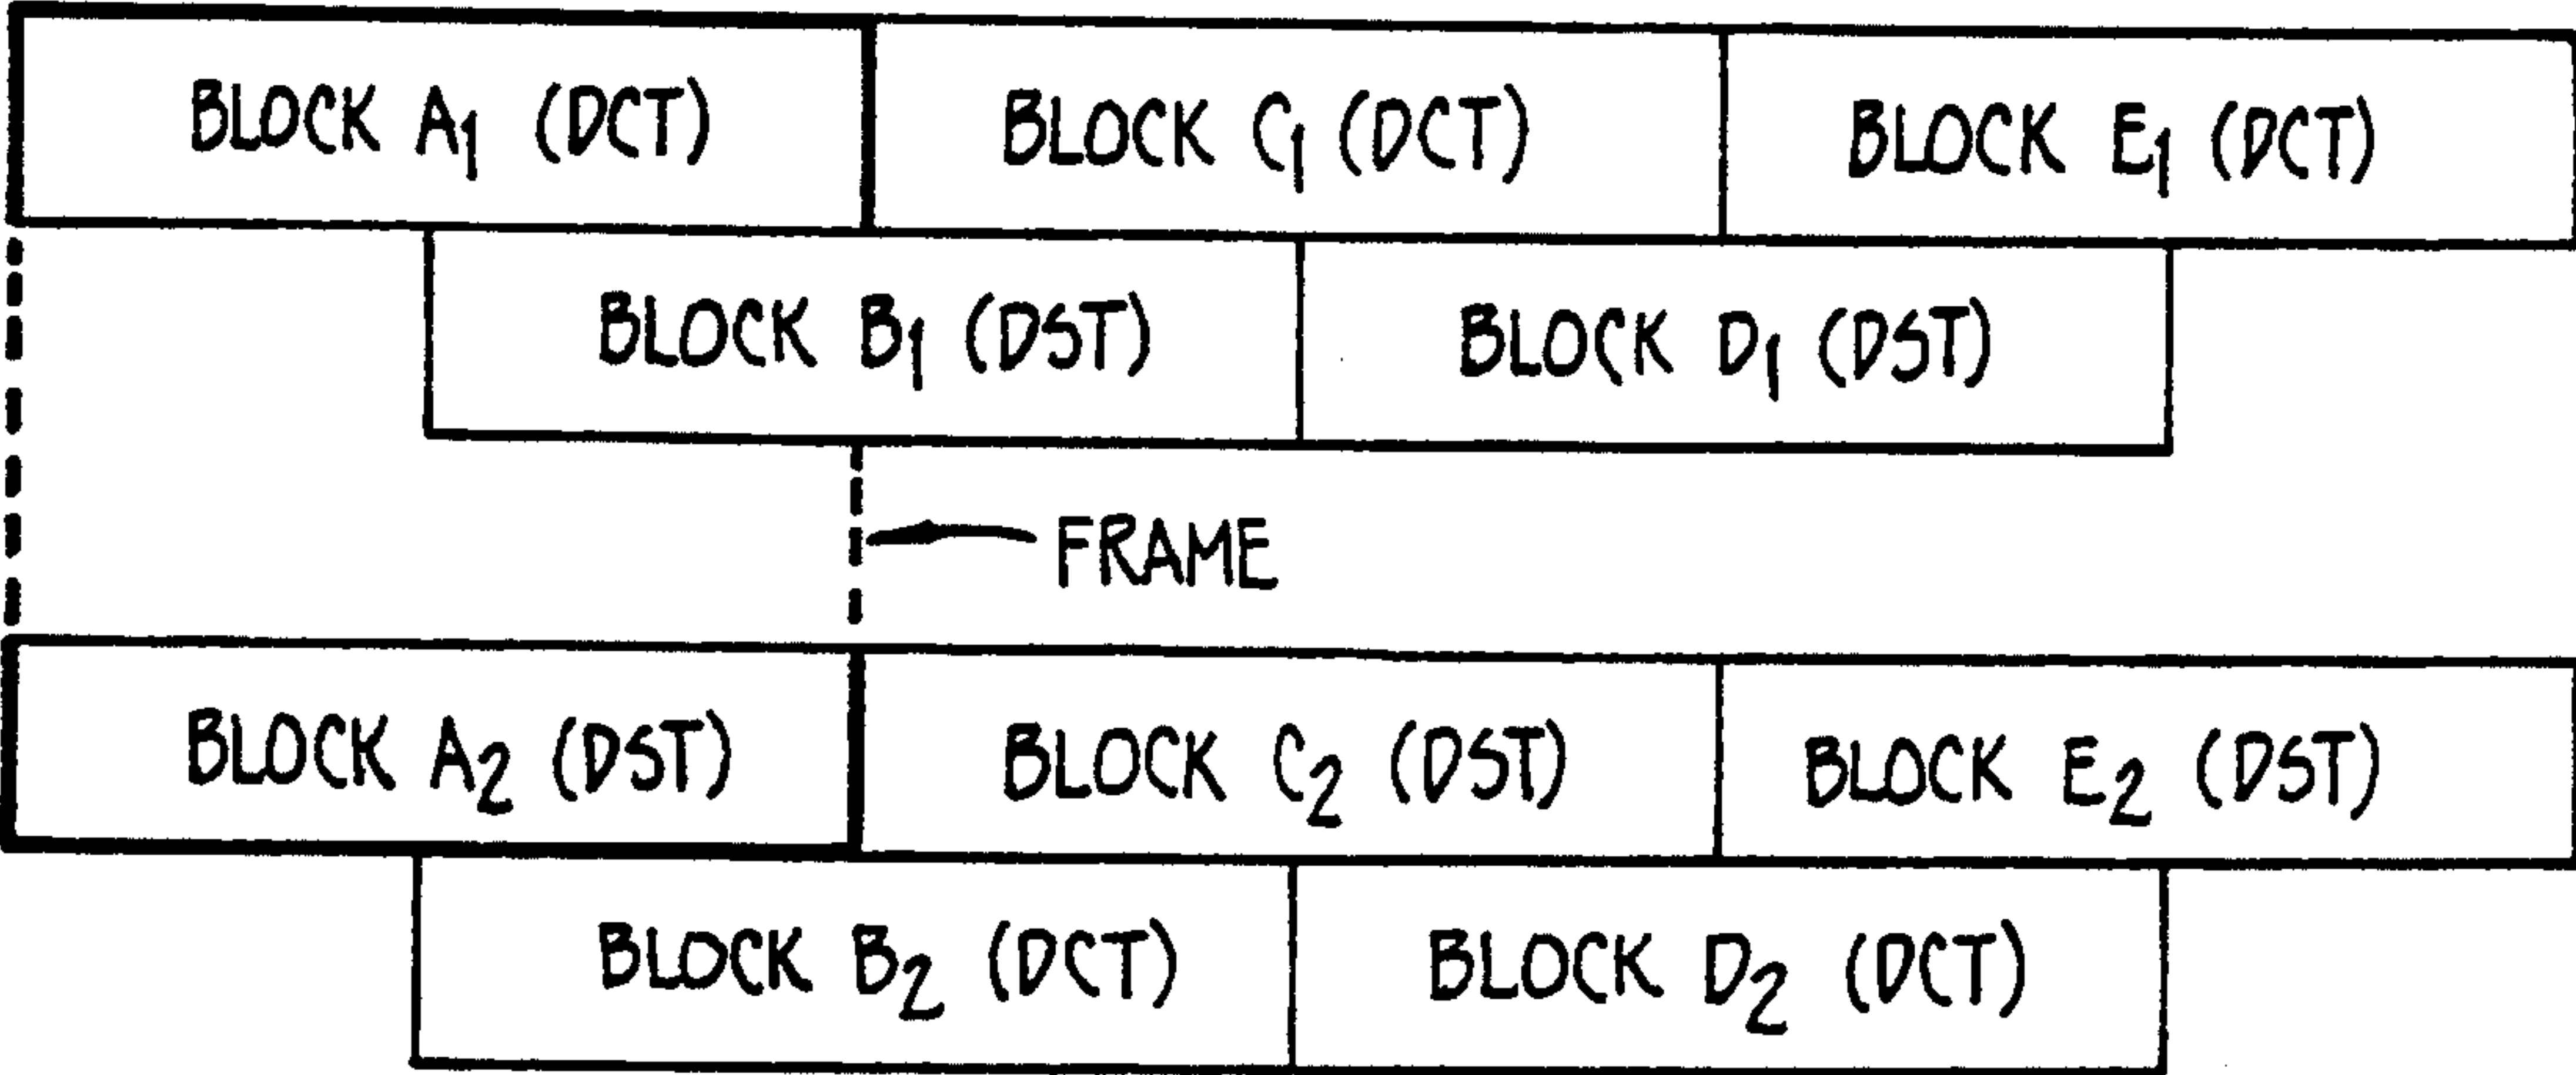 BLOCK A₁ (DCT) BLOCK C₁ (DCT) BLOCK E₁ (DCT)
BLOCK B₁ (DST) BLOCK D₁ (DST)
FRAME
BLOCK A₂ (DST) BLOCK C₂ (DST) BLOCK E₂ (DST)
BLOCK B₂ (DCT) BLOCK D₂ (DCT)